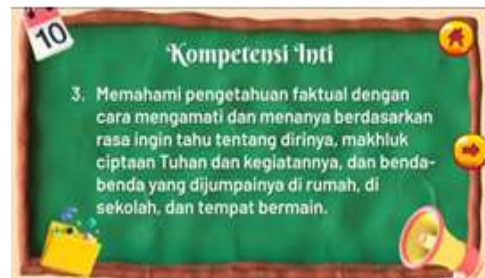 10
Kompetensi Inti
3. Memahami pengetahuan faktual dengan
cara mengamati dan menanya berdasarkan
rasa ingin tahu tentang dirinya, makhluk
ciptaan Tuhan dan kegiatannya, dan benda-
benda yang dijumpainya di rumah, di
sekolah, dan tempat bermain.